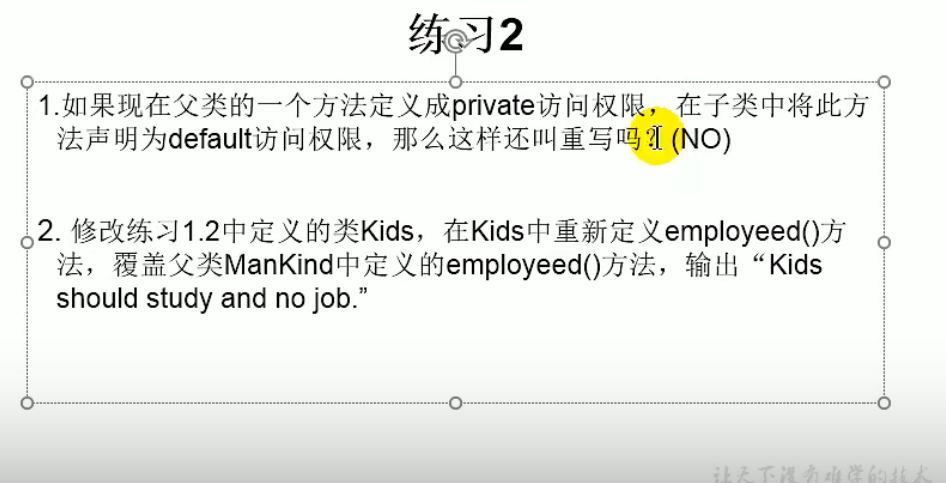 练习2
1.如果现在父类的一个方法定义成private访问权限，在子类中将此方
法声明为default访问权限，那么这样还叫重写吗？(NO)
2. 修改练习1.2中定义的类Kids，在Kids中重新定义employeed()方
法，覆盖父类ManKind中定义的employeed()方法，输出“Kids
should study and no job.”
让天下没有难学的技术